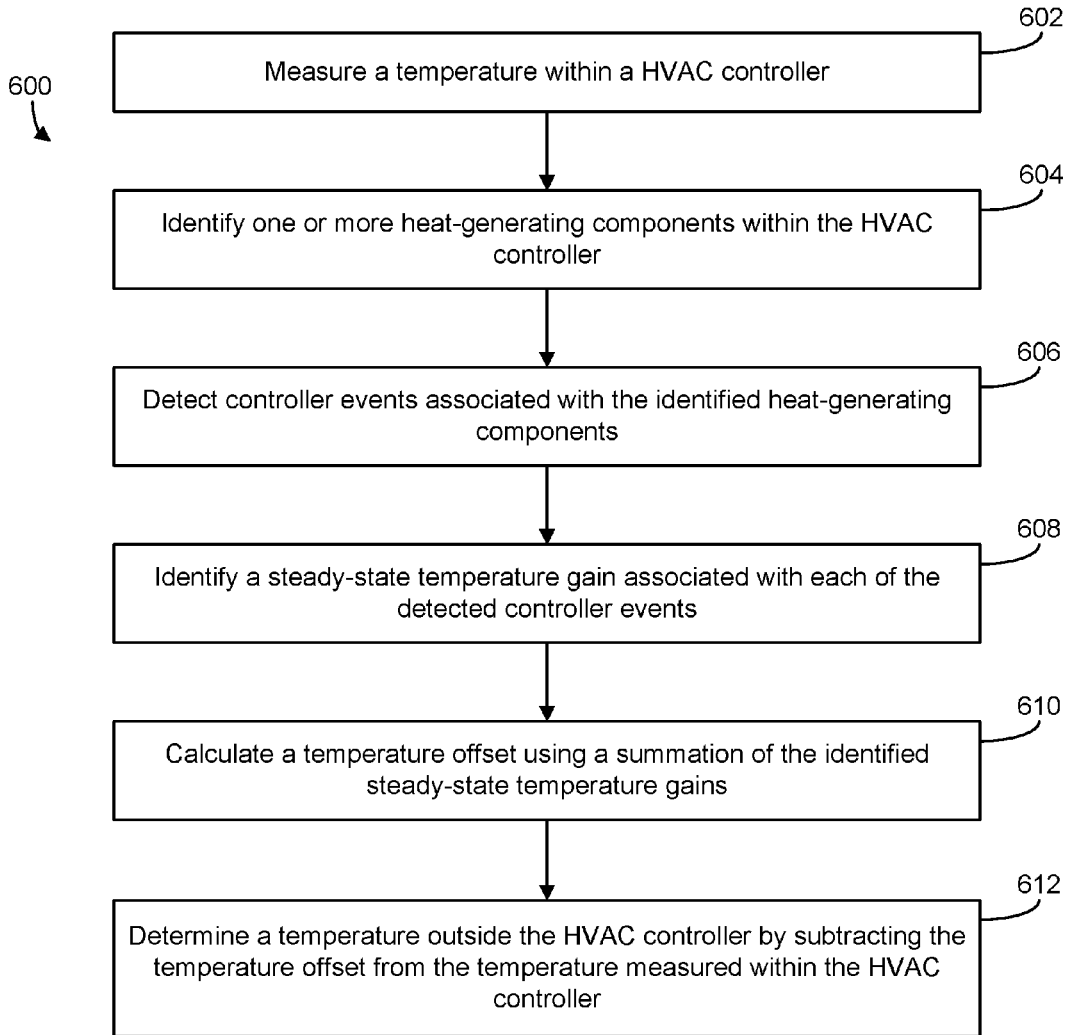 600
602
Measure a temperature within a HVAC controller
604
Identify one or more heat-generating components within the HVAC
controller
606
Detect controller events associated with the identified heat-generating
components
608
Identify a steady-state temperature gain associated with each of the
detected controller events
610
Calculate a temperature offset using a summation of the identified
steady-state temperature gains
612
Determine a temperature outside the HVAC controller by subtracting the
temperature offset from the temperature measured within the HVAC
controller